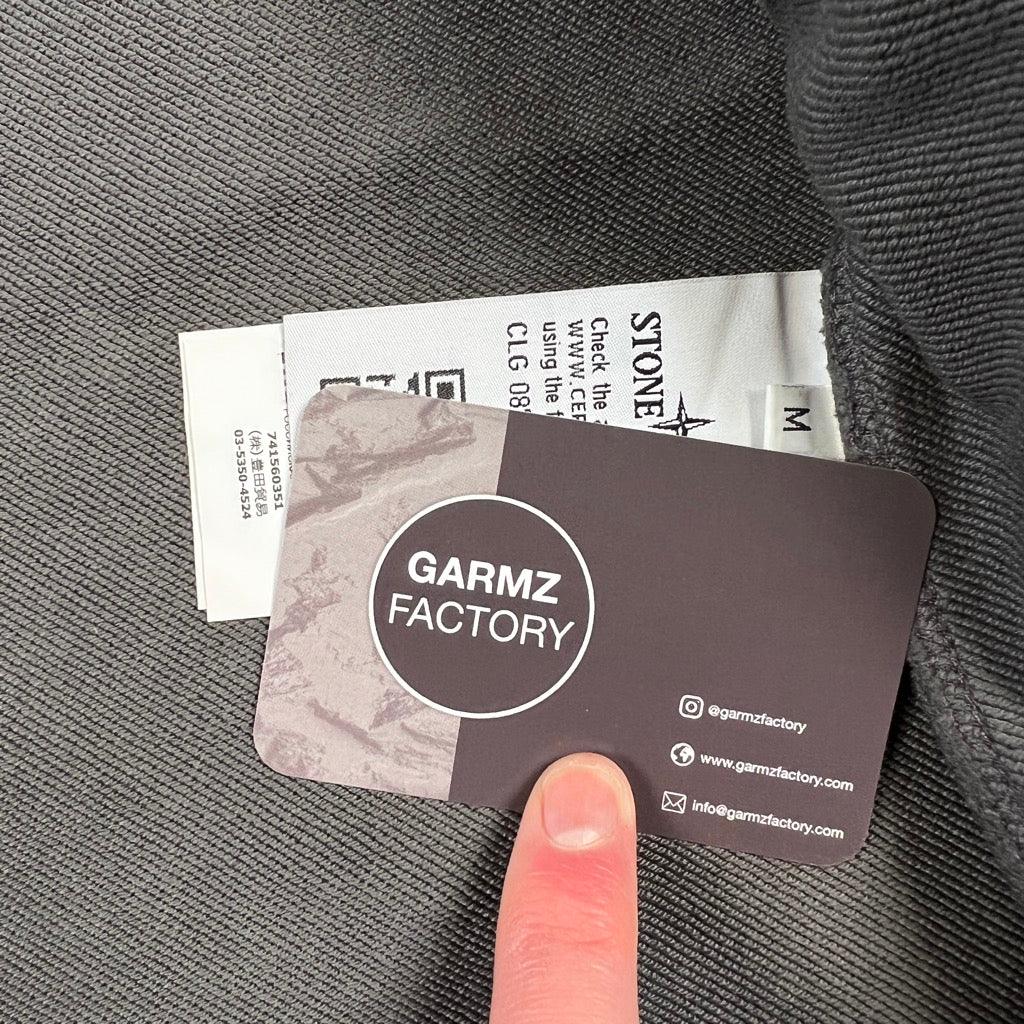 GARMZ
FACTORY
@garmzfactory
www.garmzfactory.com
info@garmzfactory.com
STONE
M
Check the
WWW.CER
using the
CLG
741560351
(株)豊田貿易
03-5350-4524